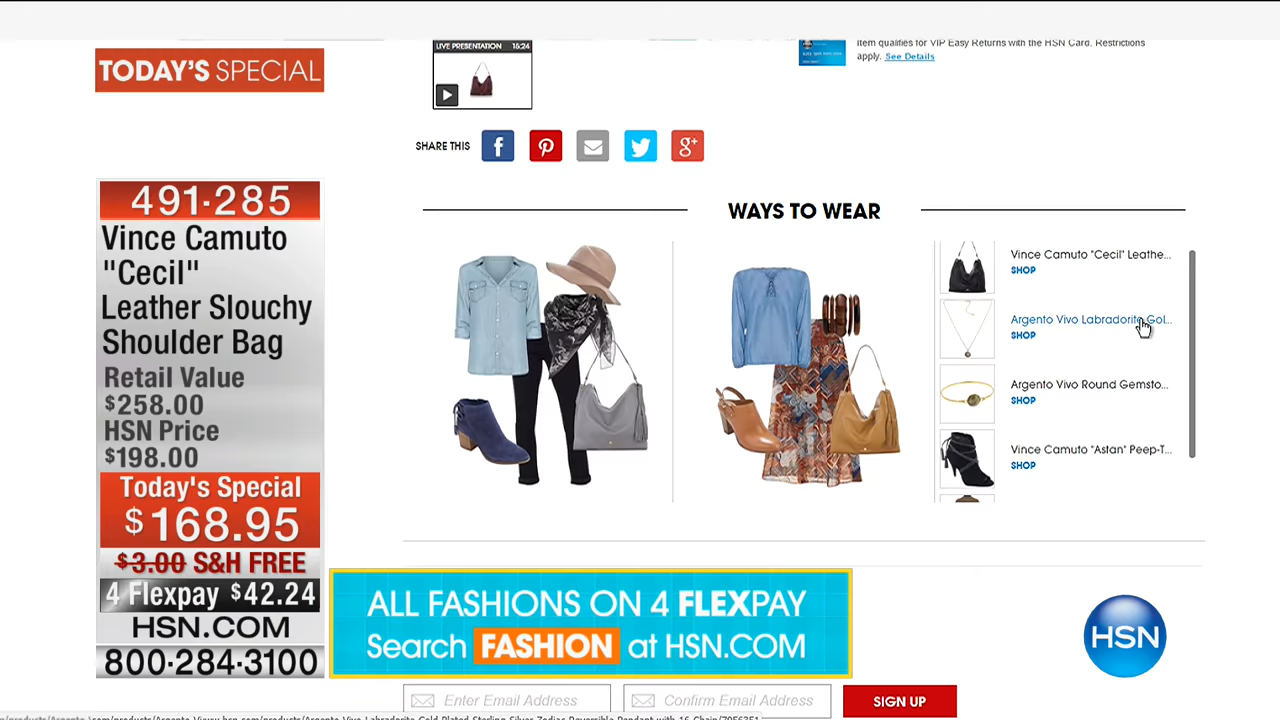 LIVE PRESENTATION 15:24
Item qualifies for VIP Easy Returns with the HSN Card. Restrictions
apply. See Details
TODAY'S SPECIAL
SHARE THIS
f
g+
WAYS TO WEAR
491-285
Vince Camuto
"Cecil"
Leather Slouchy
Shoulder Bag
Retail Value
$258.00
HSN Price
$198.00
Today's Special
$168.95
$3.00 S&H FREE
4 Flexpay $42.24
HSN.COM
800-284-3100
Vince Camuto "Cecil" Leathe...
SHOP
Argento Vivo Labradorite Gol...
SHOP
Argento Vivo Round Gemsto...
SHOP
Vince Camuto "Astan" Peep-T...
SHOP
ALL FASHIONS ON 4 FLEXPAY
Search FASHION at HSN.COM
HSN
Enter Email Address
Confirm Email Address
SIGN UP